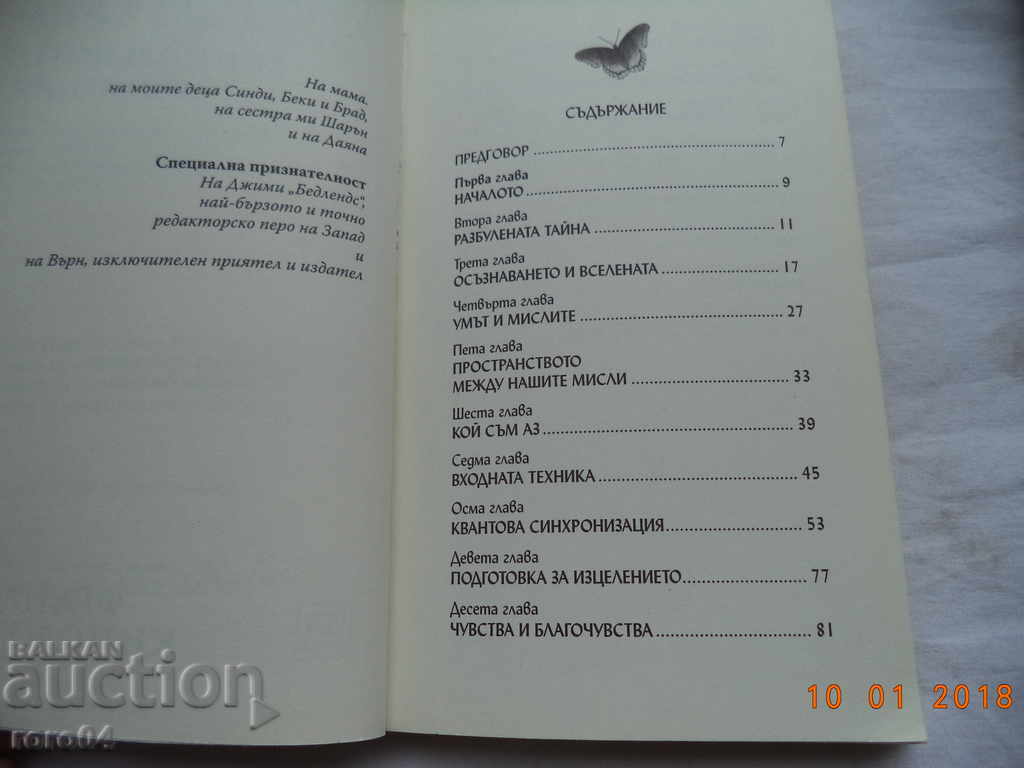 На мама.
на моите деца Синди, Беки и Брад,
на сестра ми Шарън
и на Даяна
Специална признателност
На Джими „Бедлендс“,
най-бързото и точно
редакторско перо на Запад
и
на Върн, изключителен приятел и издател
СЪДЪРЖАНИЕ
ПРЕДГОВОР ........ 7
Първа глава
НАЧАЛОТО ........ 9
Втора глава
РАЗБУЛЕНАТА ТАЙНА ........ 11
Трета глава
ОСЪЗНАВАНЕТО И ВСЕЛЕНАТА ........ 17
Четвърта глава
УМЪТ И МИСЛИТЕ ........ 27
Пета глава
ПРОСТРАНСТВОТО
МЕЖДУ НАШИТЕ МИСЛИ ........ 33
Шеста глава
КОЙ СЪМ АЗ ........ 39
Седма глава
ВХОДНАТА ТЕХНИКА ........ 45
Осма глава
КВАНТОВА СИНХРОНИЗАЦИЯ ........ 53
Девета глава
ПОДГОТОВКА ЗА ИЗЦЕЛЕНИЕТО ........ 77
Десета глава
ЧУВСТВА И БЛАГОЧУВСТВА ........ 81
BALKAN
auction
roro04
10 01 2018